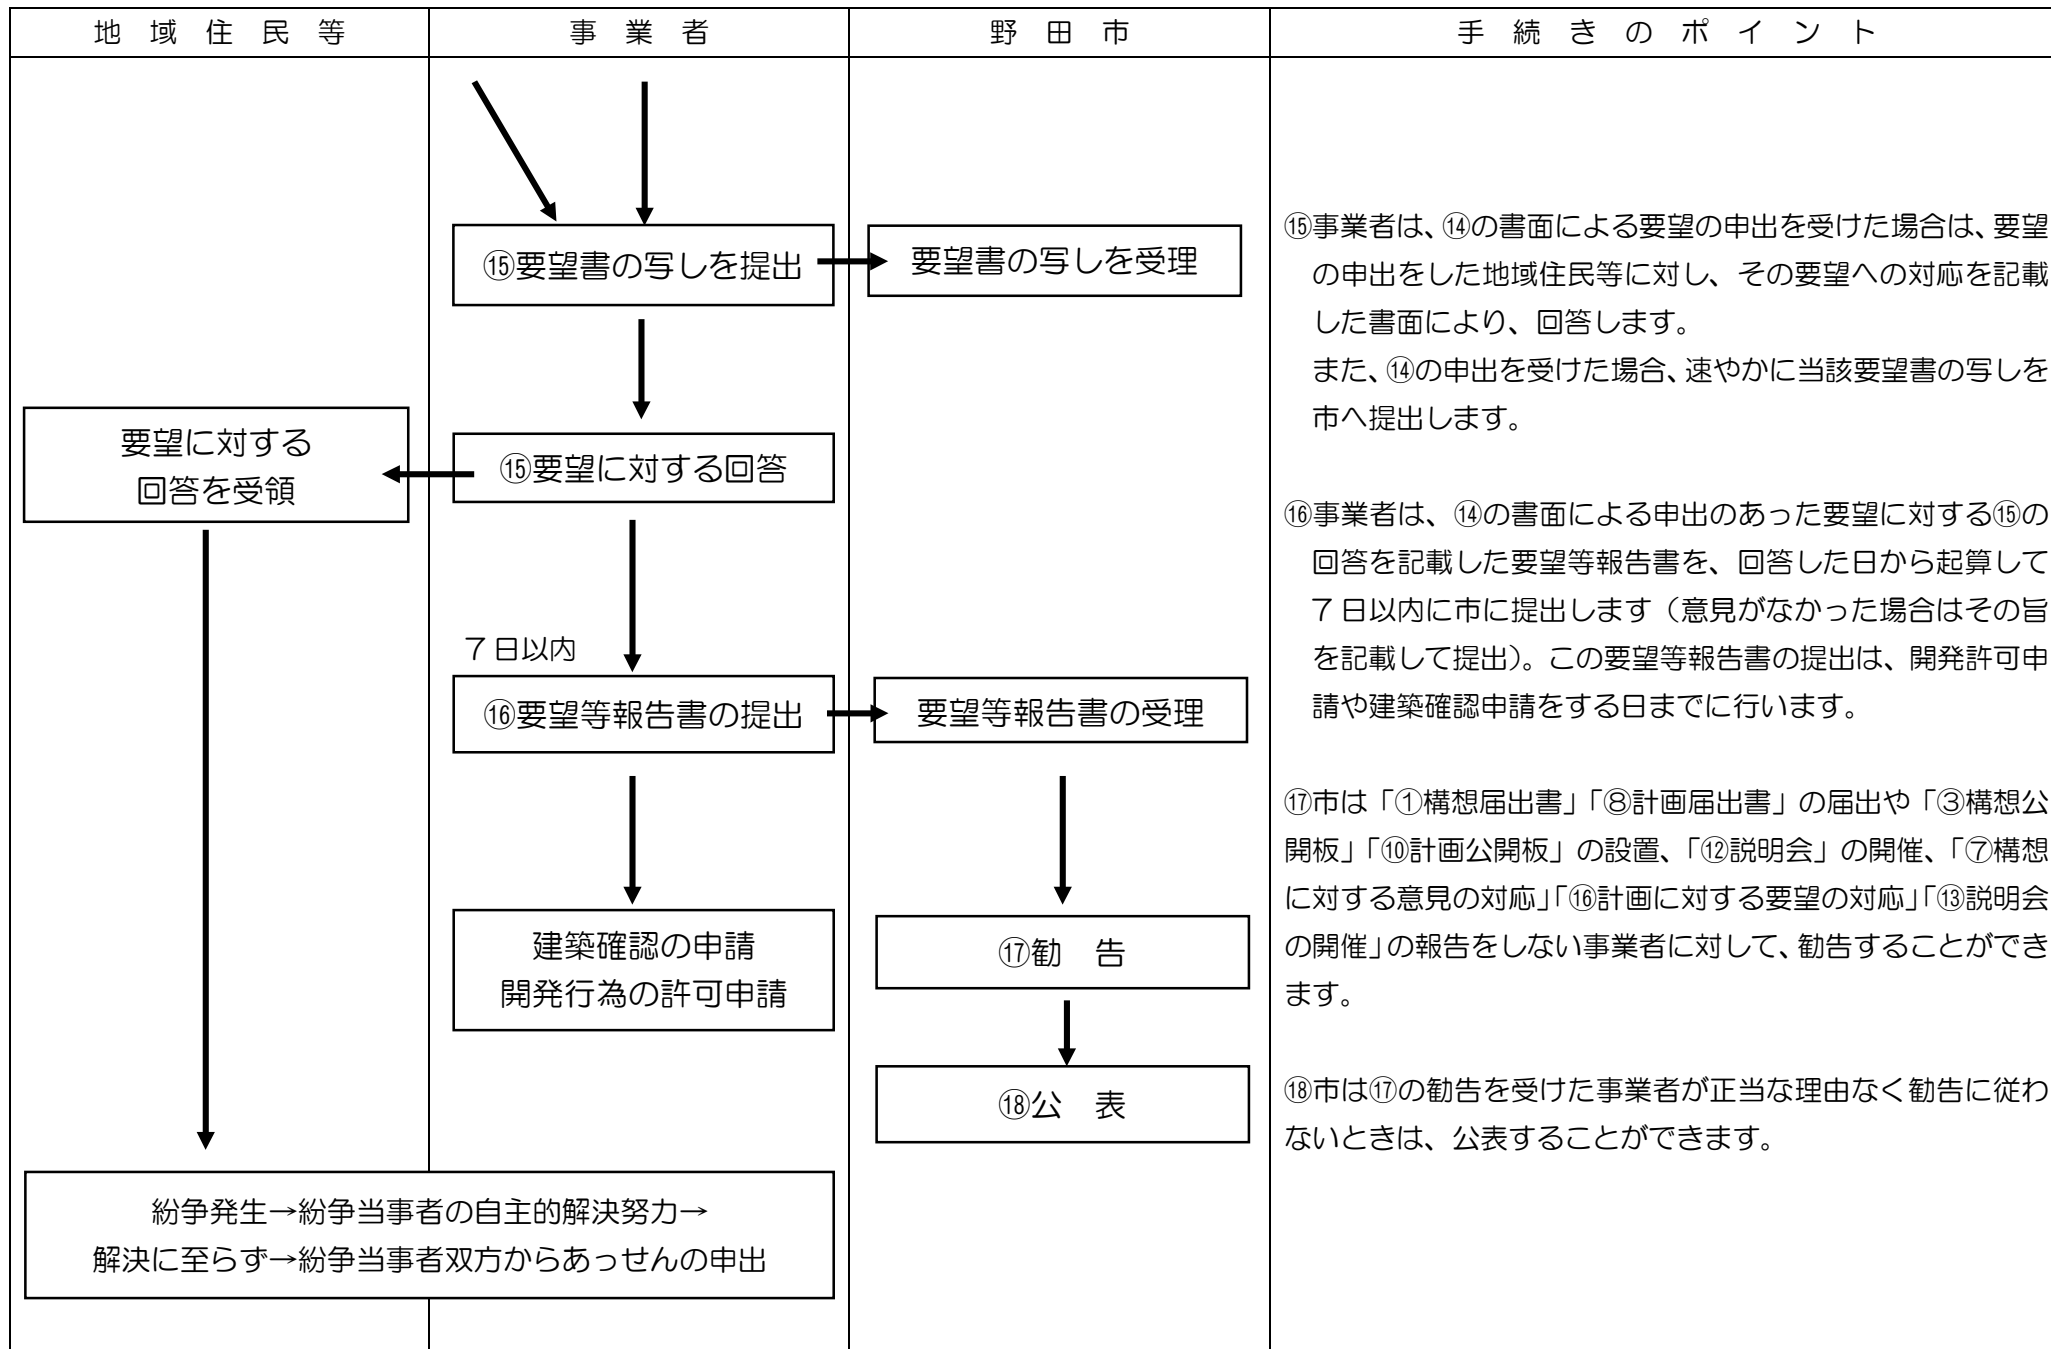 地域住民等
事業者
野田市
手続きのポイント
⑮要望書の写しを提出
要望書の写しを受理
⑮要望に対する回答
要望に対する
回答を受領
7日以内
⑯要望等報告書の提出
要望等報告書の受理
建築確認の申請
開発行為の許可申請
⑰勧　告
⑱公　表
紛争発生→紛争当事者の自主的解決努力→
解決に至らず→紛争当事者双方からあっせんの申出
⑮事業者は、⑭の書面による要望の申出を受けた場合は、要望
の申出をした地域住民等に対し、その要望への対応を記載
した書面により、回答します。
また、⑭の申出を受けた場合、速やかに当該要望書の写しを
市へ提出します。
⑯事業者は、⑭の書面による申出のあった要望に対する⑮の
回答を記載した要望等報告書を、回答した日から起算して
7日以内に市に提出します（意見がなかった場合はその旨
を記載して提出）。この要望等報告書の提出は、開発許可申
請や建築確認申請をする日までに行います。
⑰市は「①構想届出書」「⑧計画届出書」の届出や「③構想公
開板」「⑩計画公開板」の設置、「⑫説明会」の開催、「⑦構想
に対する意見の対応」「⑯計画に対する要望の対応」「⑬説明会
の開催」の報告をしない事業者に対して、勧告することができ
ます。
⑱市は⑰の勧告を受けた事業者が正当な理由なく勧告に従わ
ないときは、公表することができます。